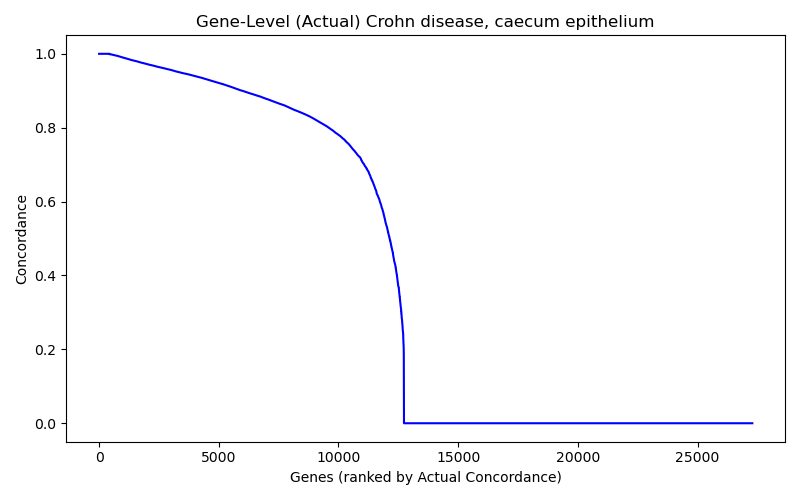 Gene-Level (Actual) Crohn disease, caecum epithelium
1.0
0.8
0.6
0.4
0.2
0.0
Concordance
0 5000 10000 15000 20000 25000
Genes (ranked by Actual Concordance)